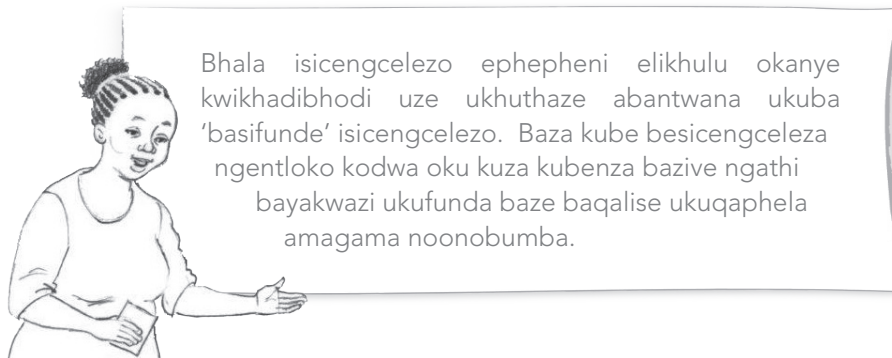 Bhala isicengcelezo ephepheni elikhulu okanye
kwikhadibhodi uze ukhuthaze abantwana ukuba
‘basifunde’ isicengcelezo. Baza kube besicengceleza
ngentloko kodwa oku kuza kubenza bazive ngathi
bayakwazi ukufunda baze baqalise ukuqaphela
amagama noonobumba.